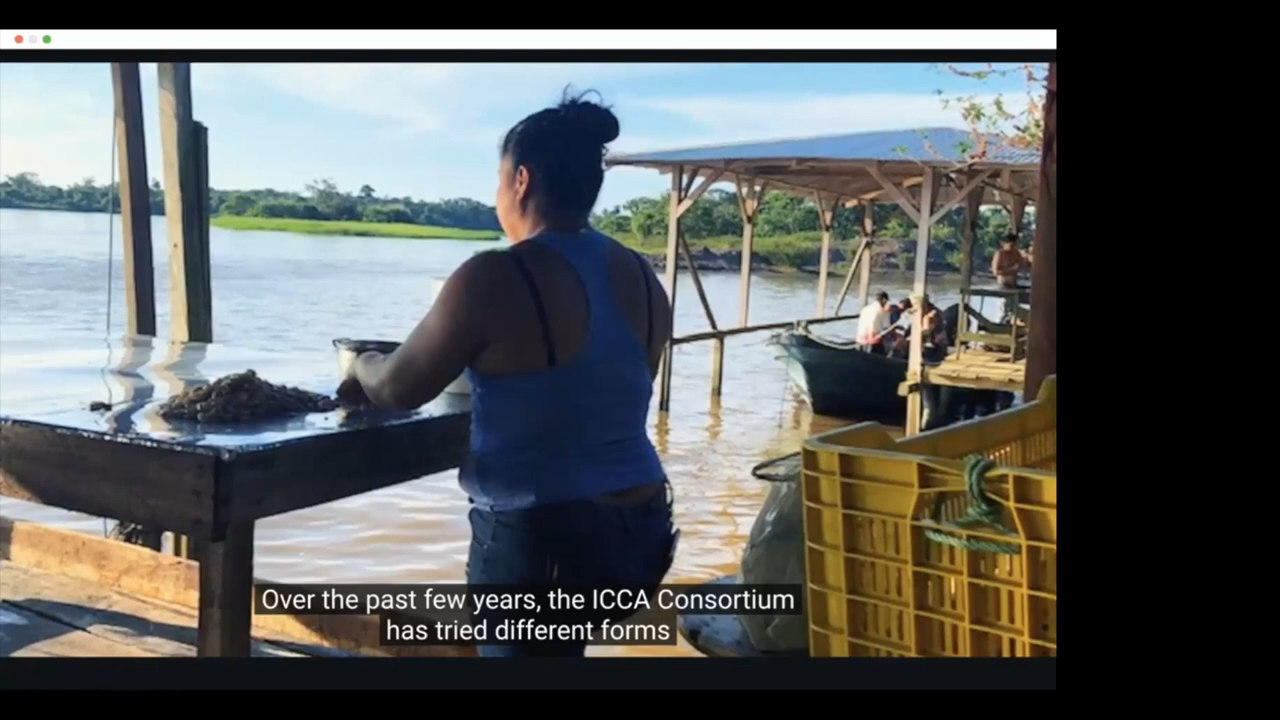 Over the past few years, the ICCA Consortium
has tried different forms